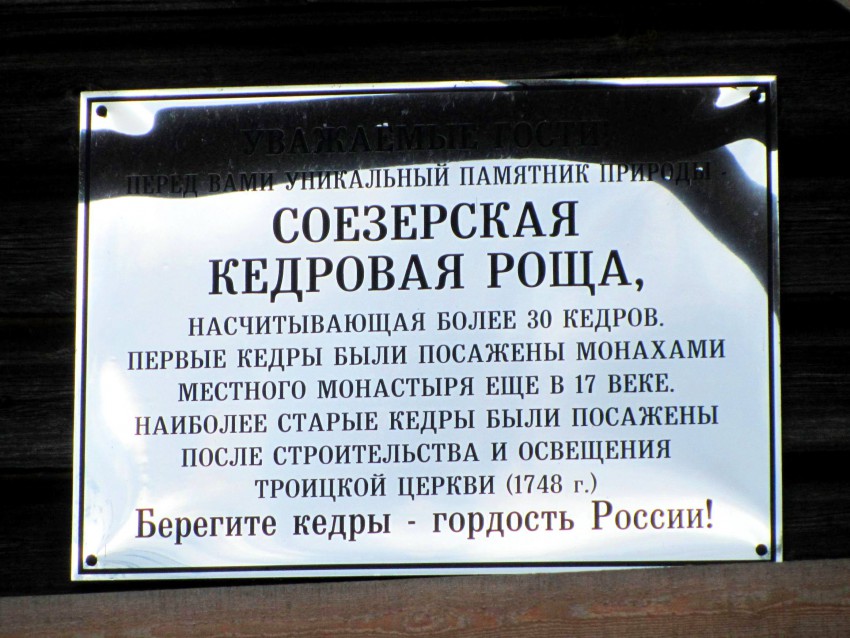 УВАЖАЕМЫЕ ГОСТИ!
ПЕРЕД ВАМИ УНИКАЛЬНЫЙ ПАМЯТНИК ПРИРОДЫ -
СОЕЗЕРСКАЯ
КЕДРОВАЯ РОЩА,
НАСЧИТЫВАЮЩАЯ БОЛЕЕ 30 КЕДРОВ.
ПЕРВЫЕ КЕДРЫ БЫЛИ ПОСАЖЕНЫ МОНАХАМИ
МЕСТНОГО МОНАСТЫРЯ ЕЩЕ В 17 ВЕКЕ.
НАИБОЛЕЕ СТАРЫЕ КЕДРЫ БЫЛИ ПОСАЖЕНЫ
ПОСЛЕ СТРОИТЕЛЬСТВА И ОСВЕЩЕНИЯ
ТРОИЦКОЙ ЦЕРКВИ (1748 г.)
Берегите кедры - гордость России!